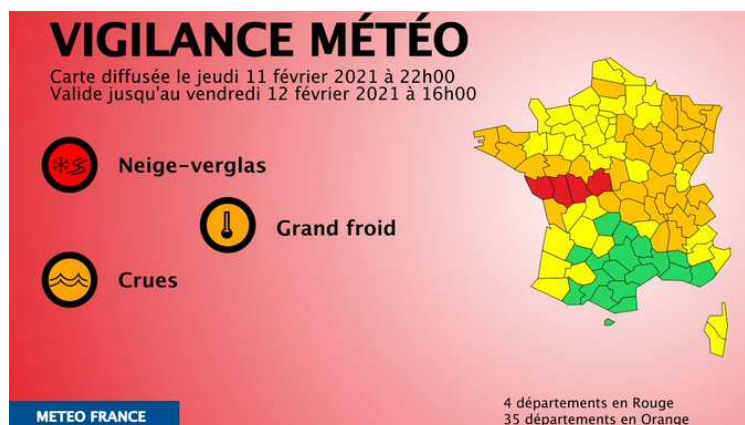 VIGILANCE MÉTÉO
Carte diffusée le jeudi 11 février 2021 à 22h00
Valide jusqu'au vendredi 12 février 2021 à 16h00
Neige-verglas
Grand froid
Crues
4 départements en Rouge
35 départements en Orange
METEO FRANCE